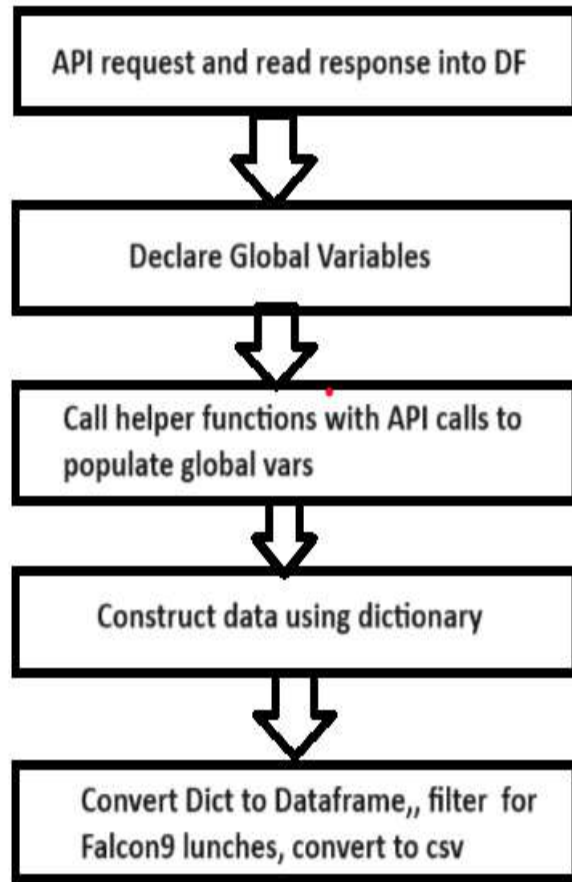 API request and read response into DF
Declare Global Variables
Call helper functions with API calls to
populate global vars
Construct data using dictionary
Convert Dict to Dataframe,, filter for
Falcon9 lunches, convert to csv